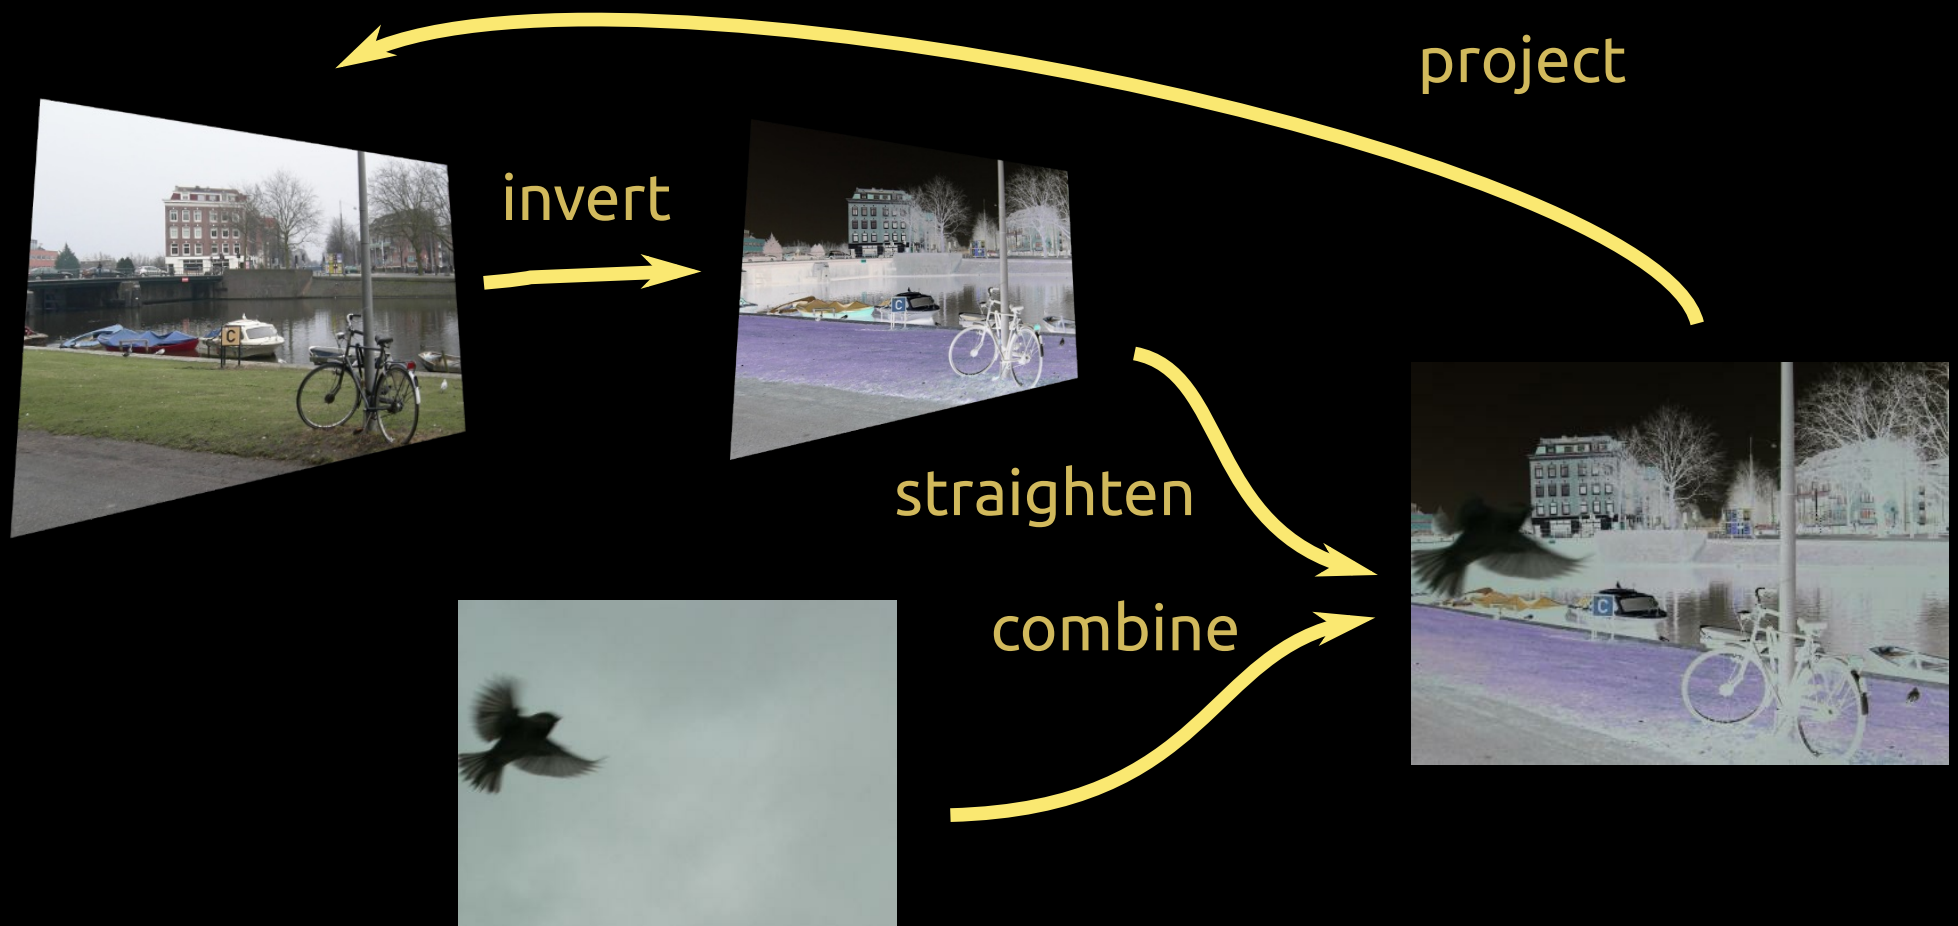 project
invert
C
C
straighten
C
combine